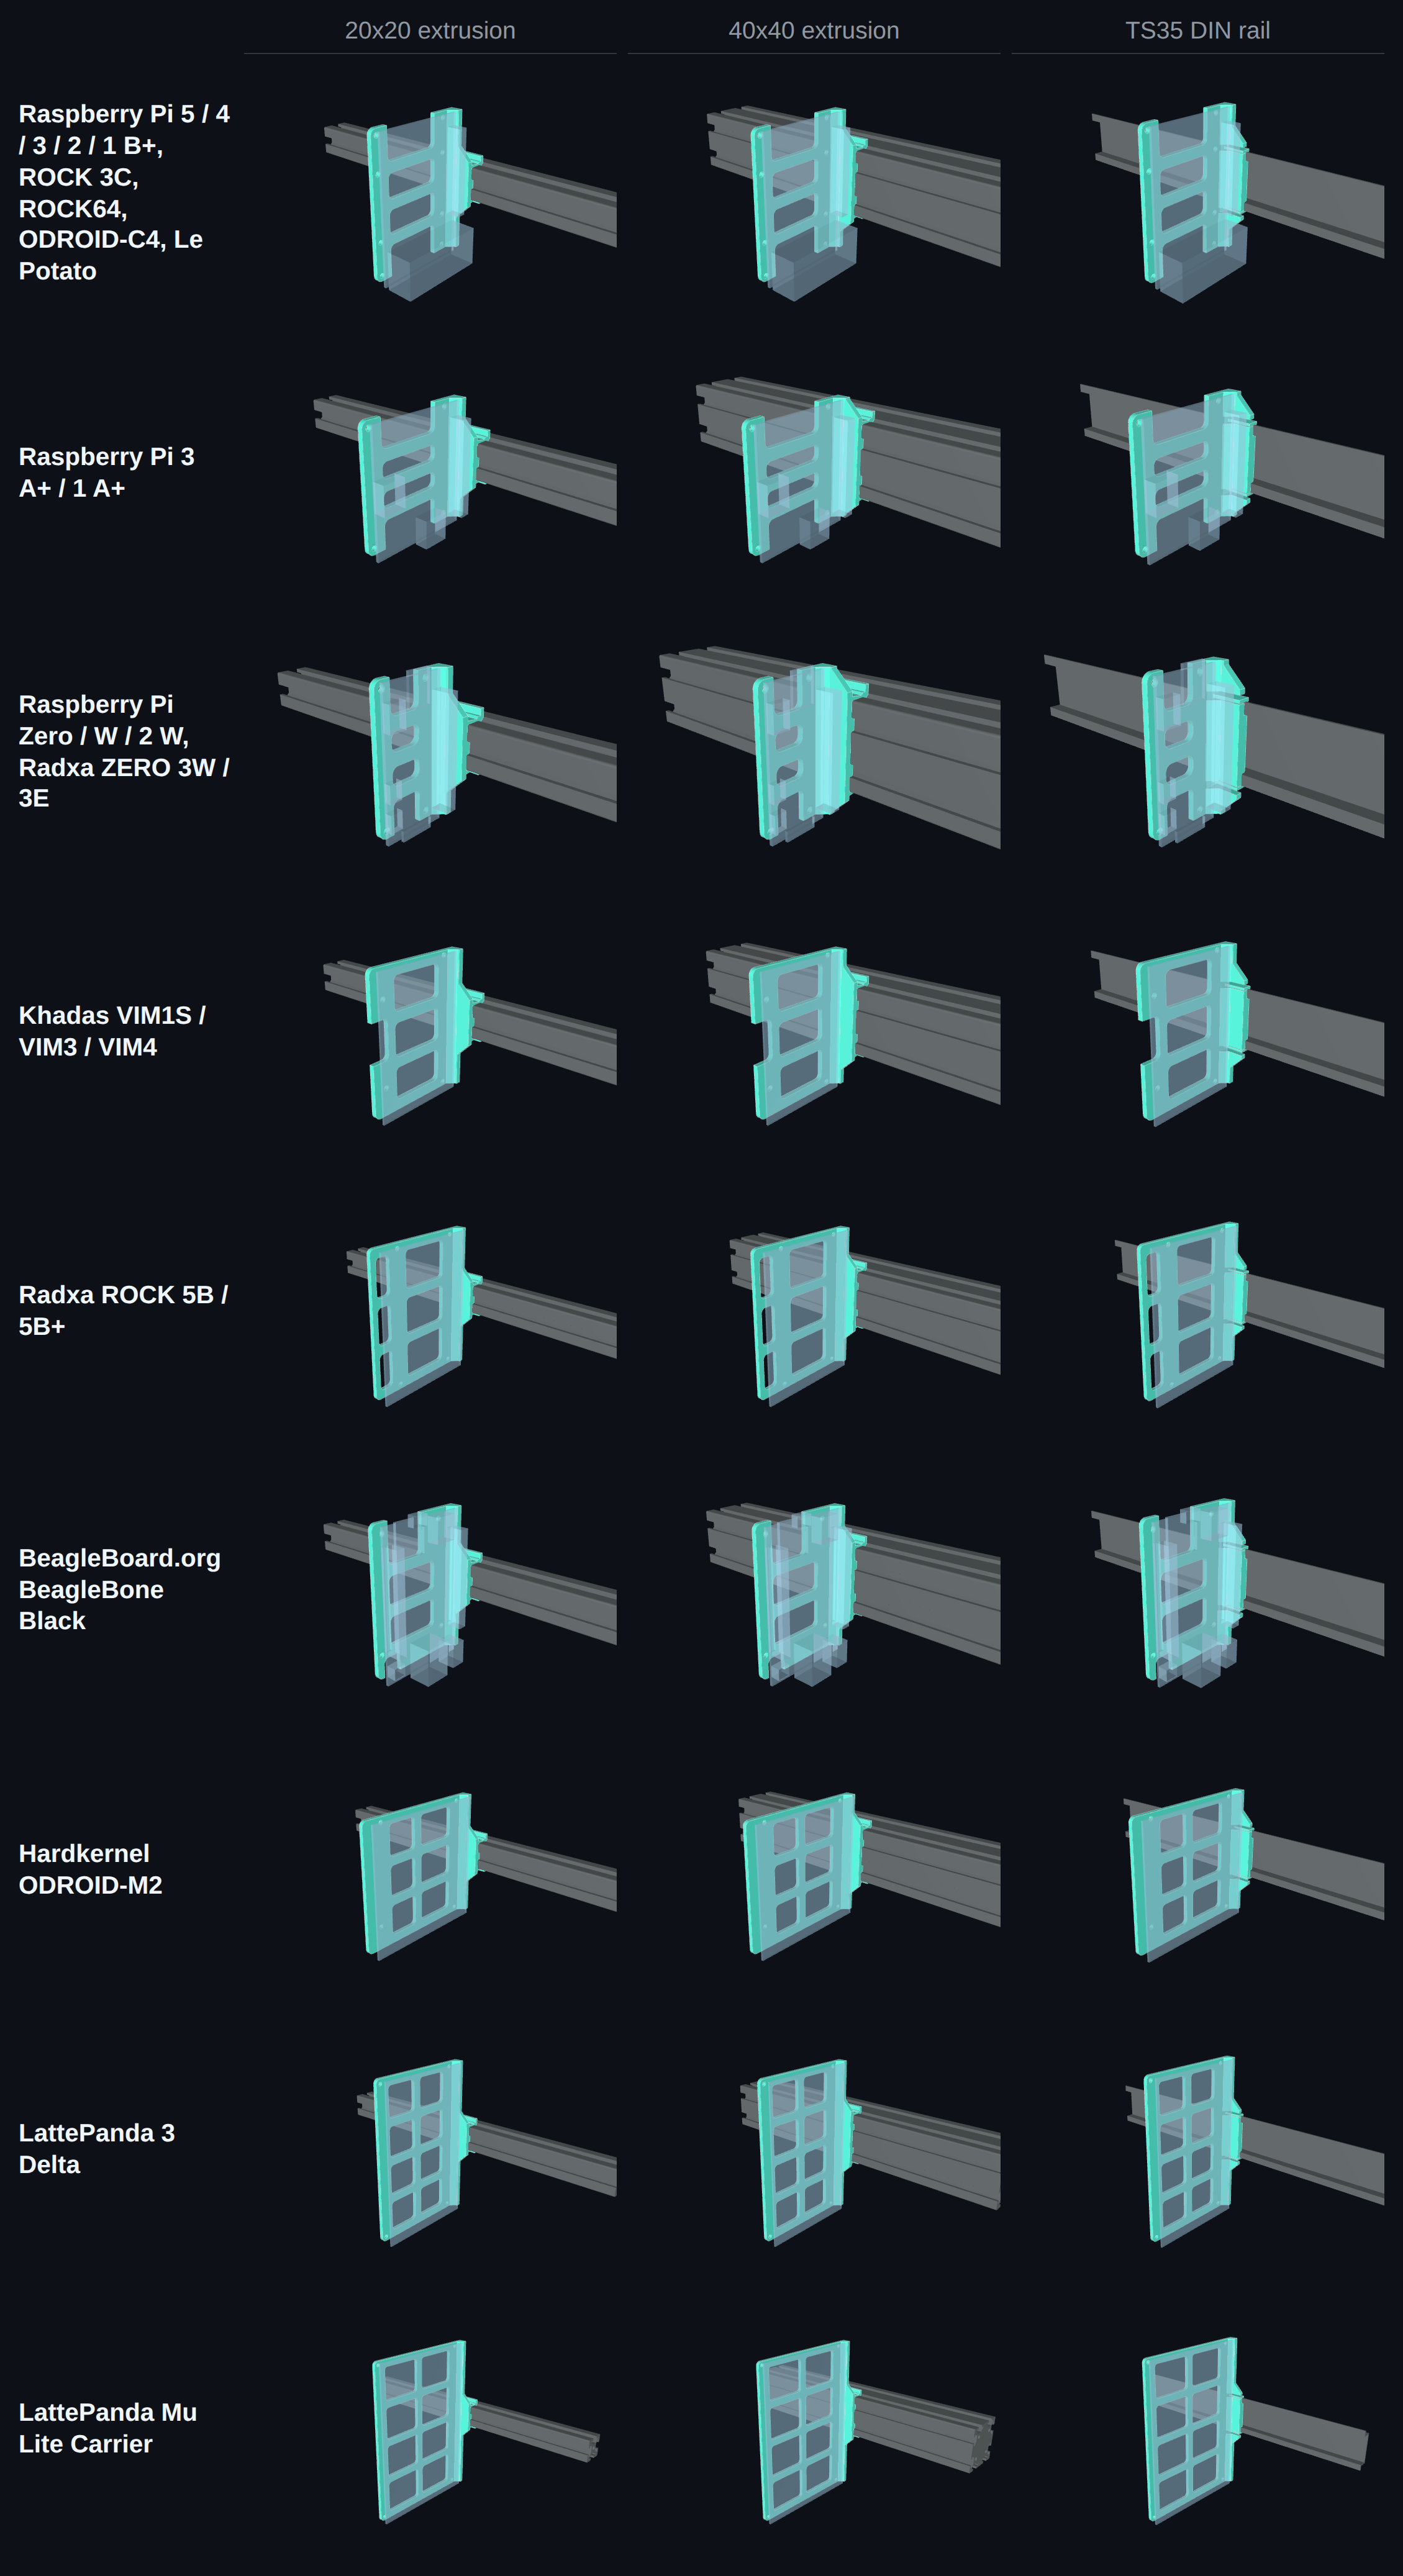 20x20 extrusion
40x40 extrusion
TS35 DIN rail
Raspberry Pi 5 / 4
/ 3 / 2 / 1 B+,
ROCK 3C,
ROCK64,
ODROID-C4, Le
Potato
Raspberry Pi 3
A+ / 1 A+
Raspberry Pi
Zero / W / 2 W,
Radxa ZERO 3W /
3E
Khadas VIM1S /
VIM3 / VIM4
Radxa ROCK 5B /
5B+
BeagleBoard.org
BeagleBone
Black
Hardkernel
ODROID-M2
LattePanda 3
Delta
LattePanda Mu
Lite Carrier